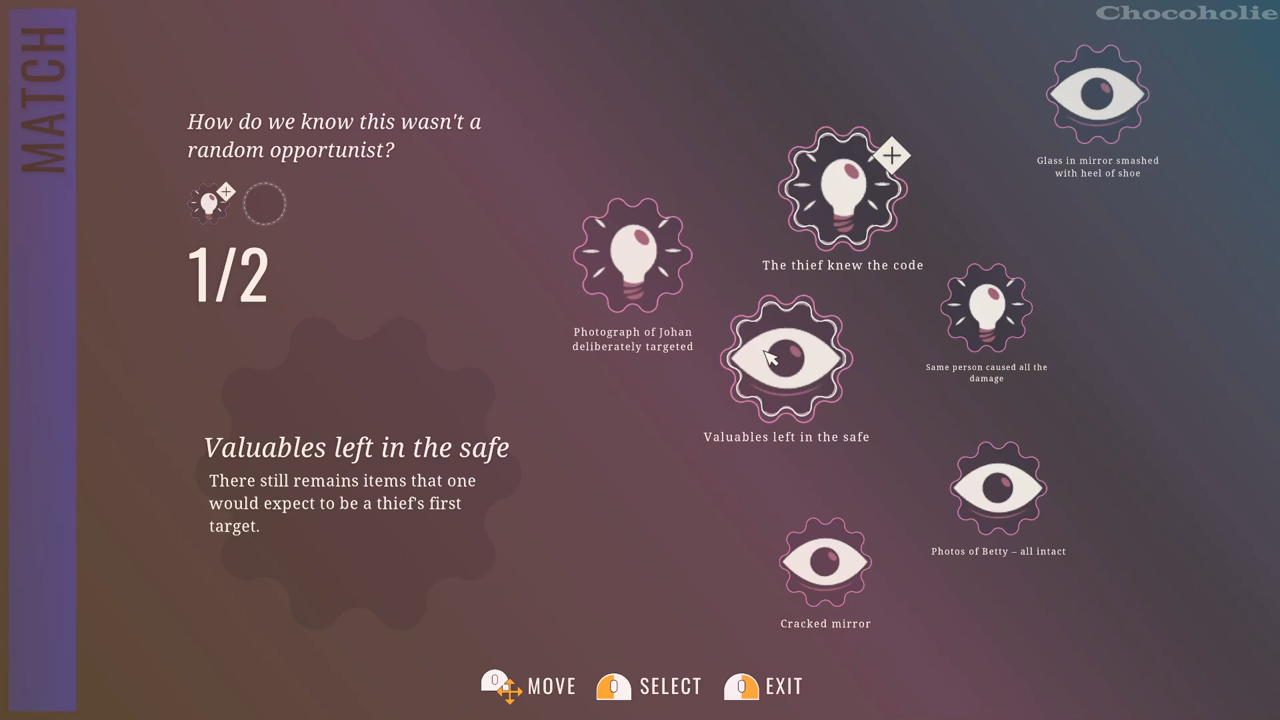 Chocoholie
MATCH
How do we know this wasn't a
random opportunist?
1/2
Valuables left in the safe
There still remains items that one
would expect to be a thief's first
target.
Glass in mirror smashed
with heel of shoe
The thief knew the code
Photograph of Johan
deliberately targeted
Same person caused all the
damage
Valuables left in the safe
Photos of Betty – all intact
Cracked mirror
MOVE
SELECT
EXIT